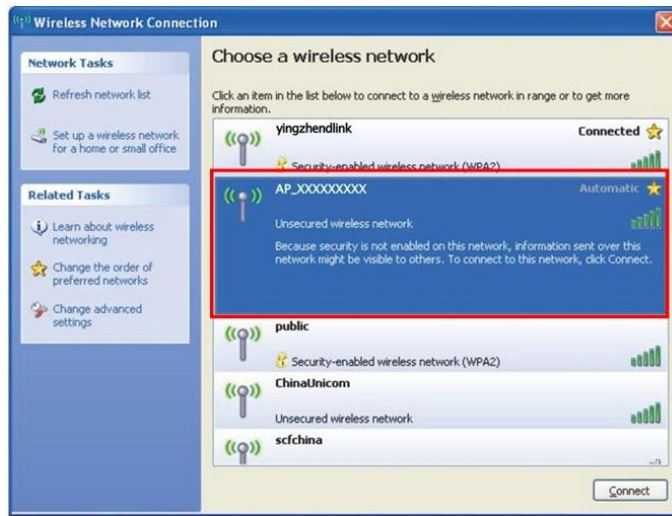 Wireless Network Connection
Network Tasks
Refresh network list
Set up a wireless network
for a home or small office
Related Tasks
Learn about wireless
networking
Change the order of
preferred networks
Change advanced
settings
Choose a wireless network
Click an item in the list below to connect to a wireless network in range or to get more
information.
yingzhendlink
Connected
Security-enabled wireless network (WPA2)
AP_XXXXXXXXX
Automatic
Unsecured wireless network
Because security is not enabled on this network, information sent over this
network might be visible to others. To connect to this network, click Connect.
public
Security-enabled wireless network (WPA2)
ChinaUnicom
Unsecured wireless network
scfchina
Connect